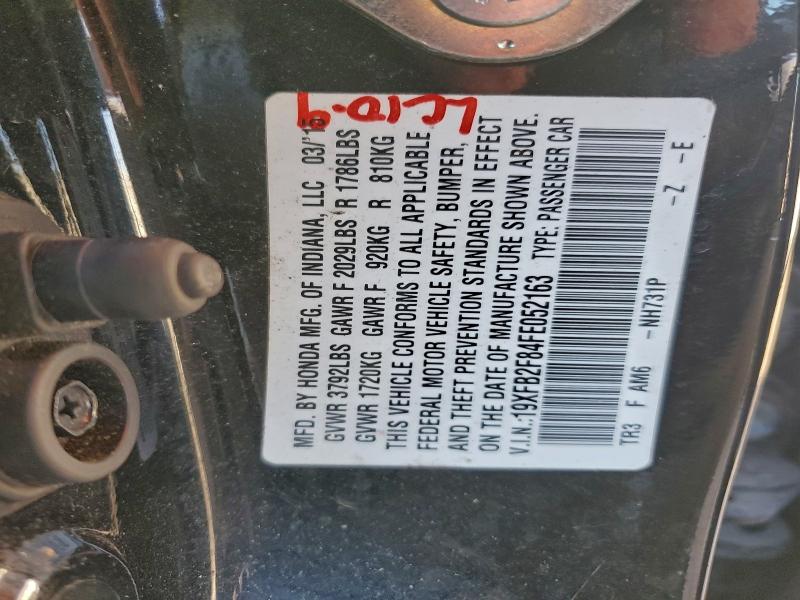 MFD. BY HONDA MFG. OF INDIANA, LLC 03/'15
GVWR 3792LBS GAWR F 2029LBS R 1786LBS
GVWR 1720KG GAWR F 920KG R 810KG
THIS VEHICLE CONFORMS TO ALL APPLICABLE
FEDERAL MOTOR VEHICLE SAFETY, BUMPER,
AND THEFT PREVENTION STANDARDS IN EFFECT
ON THE DATE OF MANUFACTURE SHOWN ABOVE.
V.I.N.:19XFB2F84FE052163 TYPE: PASSENGER CAR
TR3 F AM6 -NH731P -Z -E